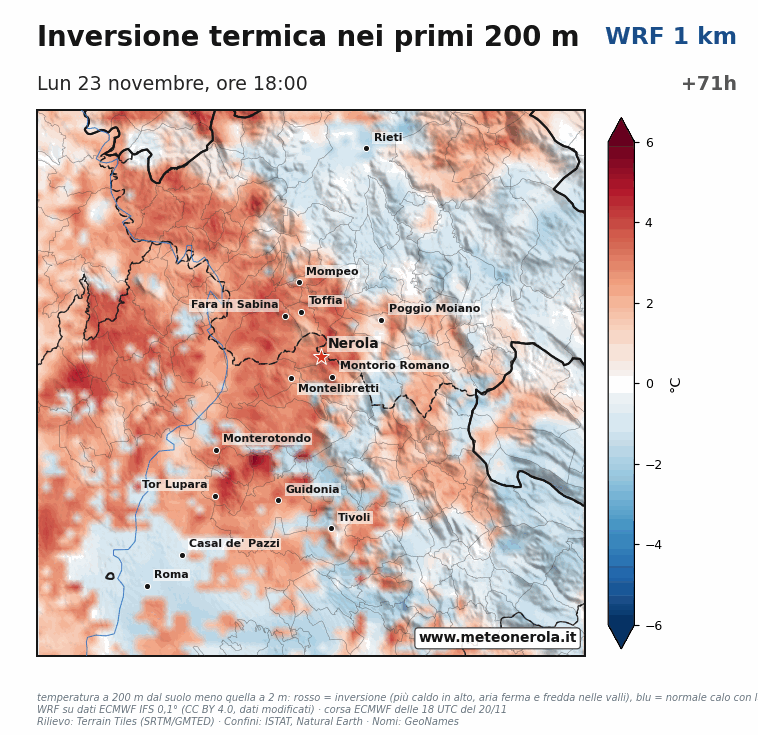 Inversione termica nei primi 200 m WRF 1 km
Lun 23 novembre, ore 18:00 +71h
Rieti
Mompeo
Fara in Sabina
Toffia
Poggio Moiano
Nerola
Montorio Romano
Montelibretti
Monterotondo
Tor Lupara
Guidonia
Tivoli
Casal de' Pazzi
Roma
www.meteonerola.it
6
4
2
0
−2
−4
−6
°C
temperatura a 200 m dal suolo meno quella a 2 m: rosso = inversione (più caldo in alto, aria ferma e fredda nelle valli), blu = normale calo con l
WRF su dati ECMWF IFS 0,1° (CC BY 4.0, dati modificati) · corsa ECMWF delle 18 UTC del 20/11
Rilievo: Terrain Tiles (SRTM/GMTED) · Confini: ISTAT, Natural Earth · Nomi: GeoNames